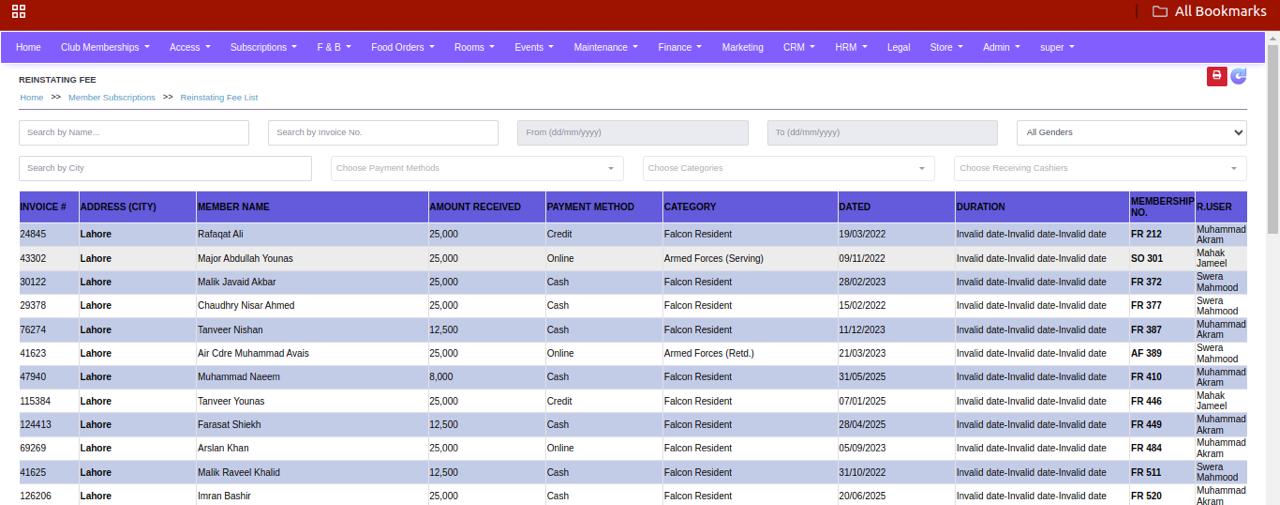 All Bookmarks
Home Club Memberships Access Subscriptions F & B Food Orders Rooms Events Maintenance Finance Marketing CRM HRM Legal Store Admin super
REINSTATING FEE
Home >> Member Subscriptions >> Reinstating Fee List
Search by Name... Search by Invoice No. From (dd/mm/yyyy) To (dd/mm/yyyy) All Genders
Search by City Choose Payment Methods Choose Categories Choose Receiving Cashiers
INVOICE # ADDRESS (CITY) MEMBER NAME AMOUNT RECEIVED PAYMENT METHOD CATEGORY DATED DURATION MEMBERSHIP NO. R.USER
24845 Lahore Rafaqat Ali 25,000 Credit Falcon Resident 19/03/2022 Invalid date-Invalid date-Invalid date FR 212 Muhammad Akram
43302 Lahore Major Abdullah Younas 25,000 Online Armed Forces (Serving) 09/11/2022 Invalid date-Invalid date-Invalid date SO 301 Mahak Jameel
30122 Lahore Malik Javaid Akbar 25,000 Cash Falcon Resident 28/02/2023 Invalid date-Invalid date-Invalid date FR 372 Swera Mahmood
29378 Lahore Chaudhry Nisar Ahmed 25,000 Cash Falcon Resident 15/02/2022 Invalid date-Invalid date-Invalid date FR 377 Swera Mahmood
76274 Lahore Tanveer Nishan 12,500 Cash Falcon Resident 11/12/2023 Invalid date-Invalid date-Invalid date FR 387 Muhammad Akram
41623 Lahore Air Cdre Muhammad Avais 25,000 Online Armed Forces (Retd.) 21/03/2023 Invalid date-Invalid date-Invalid date AF 389 Swera Mahmood
47940 Lahore Muhammad Naeem 8,000 Cash Falcon Resident 31/05/2025 Invalid date-Invalid date-Invalid date FR 410 Muhammad Akram
115384 Lahore Tanveer Younas 25,000 Credit Falcon Resident 07/01/2025 Invalid date-Invalid date-Invalid date FR 446 Mahak Jameel
124413 Lahore Farasat Shiekh 12,500 Cash Falcon Resident 28/04/2025 Invalid date-Invalid date-Invalid date FR 449 Muhammad Akram
69269 Lahore Arslan Khan 25,000 Online Falcon Resident 05/09/2023 Invalid date-Invalid date-Invalid date FR 484 Muhammad Akram
41625 Lahore Malik Raveel Khalid 12,500 Cash Falcon Resident 31/10/2022 Invalid date-Invalid date-Invalid date FR 511 Swera Mahmood
126206 Lahore Imran Bashir 25,000 Cash Falcon Resident 20/06/2025 Invalid date-Invalid date-Invalid date FR 520 Muhammad Akram